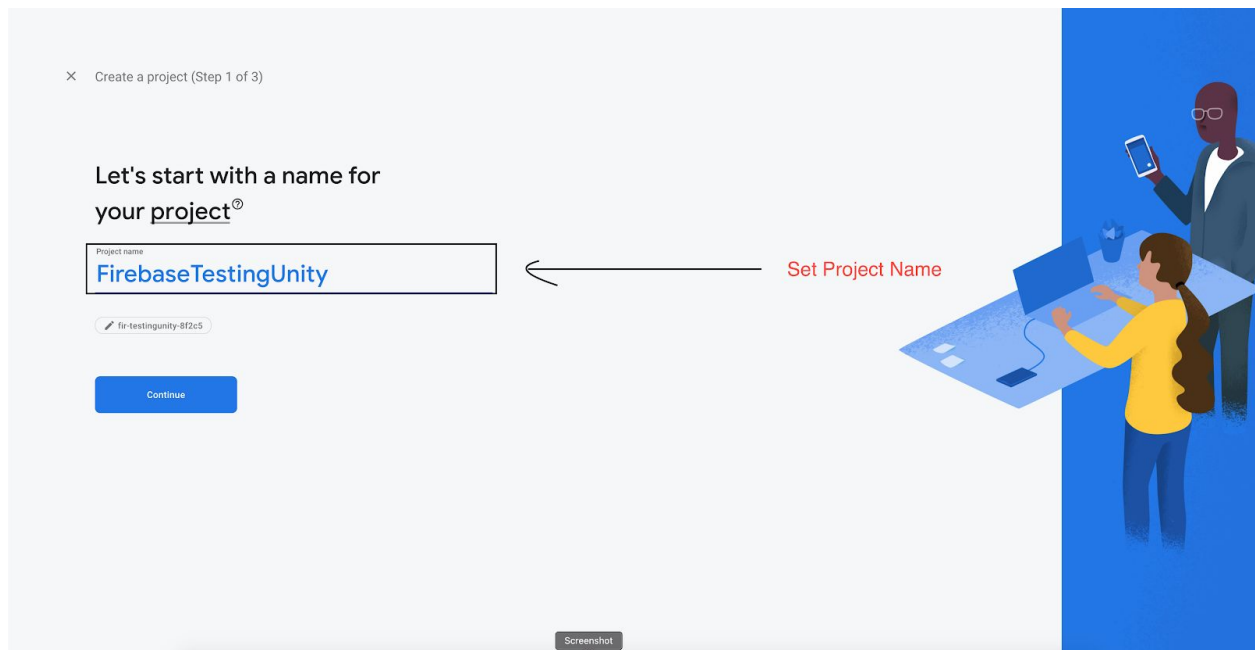 Create a project (Step 1 of 3)
Let's start with a name for
your project
Project name
FirebaseTestingUnity
Set Project Name
fir-testingunity-8f2c5
Continue
Screenshot